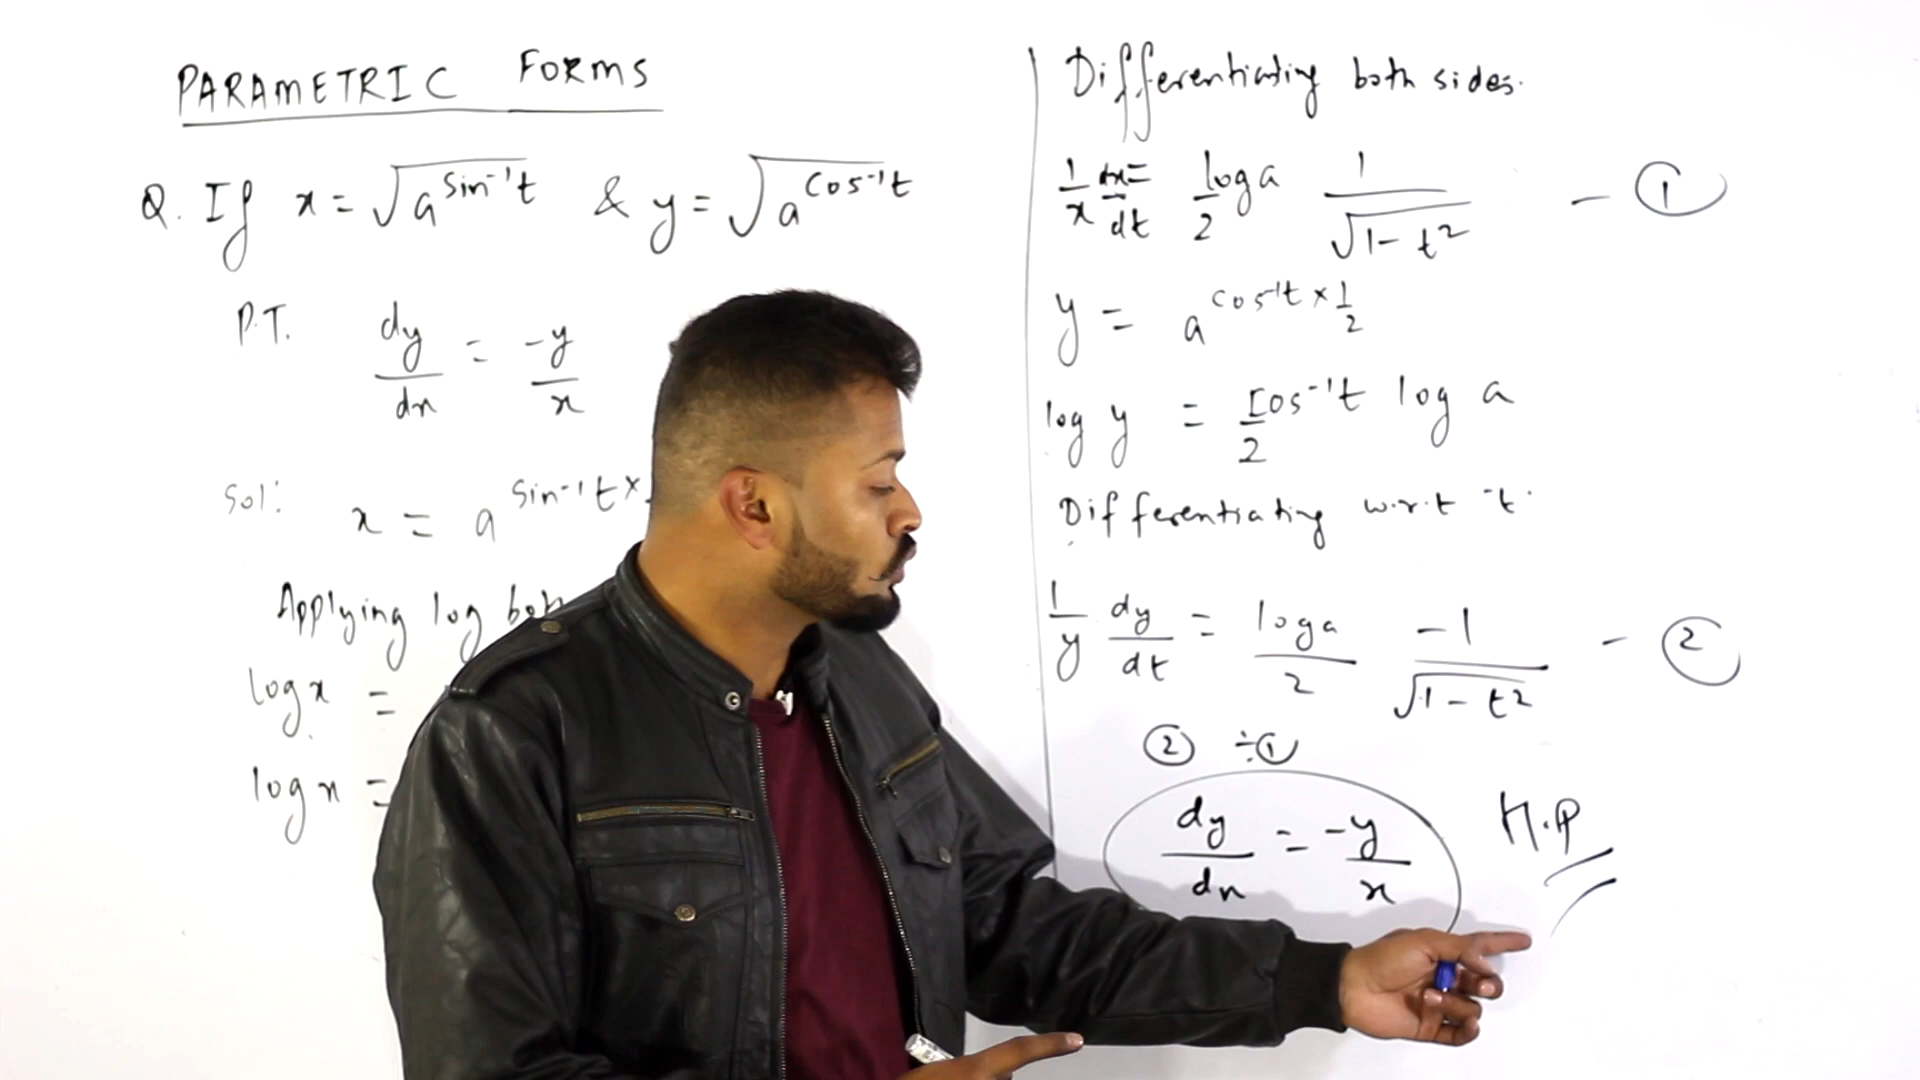 PARAMETRIC FORMS
Q. If x = √a^sin⁻¹t & y = √a^cos⁻¹t
P.T. dy/dx = -y/x
Sol: x = a^sin⁻¹t ×
Applying log both
log x =
log x =
Differentiating both sides.
1/x dx/dt = log a/2 1/√1-t² - ①
y = a^cos⁻¹t × 1/2
log y = 1/2 cos⁻¹t log a
Differentiating w.r.t 't'
1/y dy/dt = log a/2 -1/√1-t² - ②
② ÷ ①
dy/dx = -y/x H.P